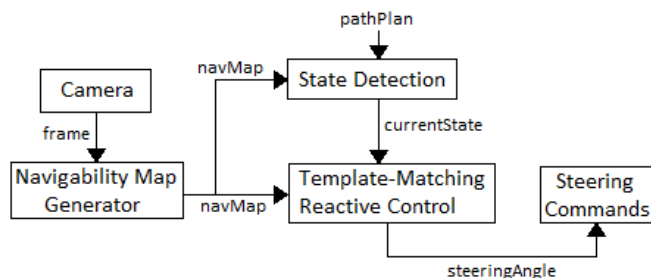 pathPlan
navMap
State Detection
Camera
frame
currentState
Navigability Map
Generator
navMap
Template-Matching
Reactive Control
Steering
Commands
steeringAngle